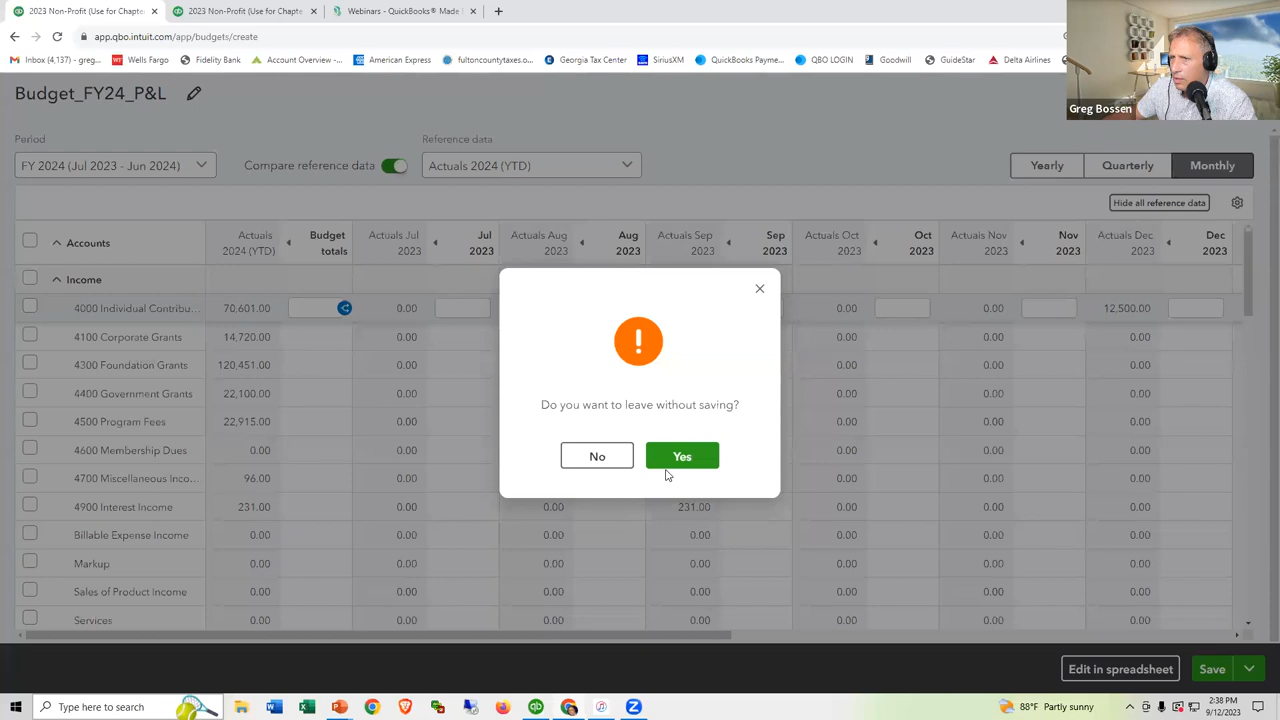 2023 Non-Profit (Use for Chapte
2023 Non-Profit (Use for Chapte
Webinars - QuickBooks® Made
app.qbo.intuit.com/app/budgets/create
Inbox (4,137) - greg...
Wells Fargo
Fidelity Bank
Account Overview -...
American Express
fultoncountytaxes.o...
Georgia Tax Center
SiriusXM
QuickBooks Payme...
QBO LOGIN
Goodwill
GuideStar
Delta Airlines
Greg Bossen
Budget_FY24_P&L
Period
Reference data
FY 2024 (Jul 2023 - Jun 2024)
Compare reference data
Actuals 2024 (YTD)
Yearly
Quarterly
Monthly
Hide all reference data
Accounts
Actuals 2024 (YTD)
Budget totals
Actuals Jul 2023
Jul 2023
Actuals Aug 2023
Aug 2023
Actuals Sep 2023
Sep 2023
Actuals Oct 2023
Oct 2023
Actuals Nov 2023
Nov 2023
Actuals Dec 2023
Dec 2023
Income
4000 Individual Contribu... 70,601.00 0.00 0.00 0.00 12,500.00
4100 Corporate Grants 14,720.00 0.00 0.00 0.00 0.00
4300 Foundation Grants 120,451.00 0.00 0.00 0.00 0.00
4400 Government Grants 22,100.00 0.00 0.00 0.00 0.00
4500 Program Fees 22,915.00 0.00 0.00 0.00 0.00
4600 Membership Dues 0.00 0.00 0.00 0.00 0.00
4700 Miscellaneous Inco... 96.00 0.00 0.00 0.00 0.00
4900 Interest Income 231.00 0.00 0.00 231.00 0.00 0.00 0.00
Billable Expense Income 0.00 0.00 0.00 0.00 0.00 0.00 0.00
Markup 0.00 0.00 0.00 0.00 0.00 0.00 0.00
Sales of Product Income 0.00 0.00 0.00 0.00 0.00 0.00 0.00
Services 0.00 0.00 0.00 0.00 0.00 0.00 0.00
!
Do you want to leave without saving?
No
Yes
Edit in spreadsheet
Save
Type here to search
88°F Partly sunny
2:38 PM
9/12/2023